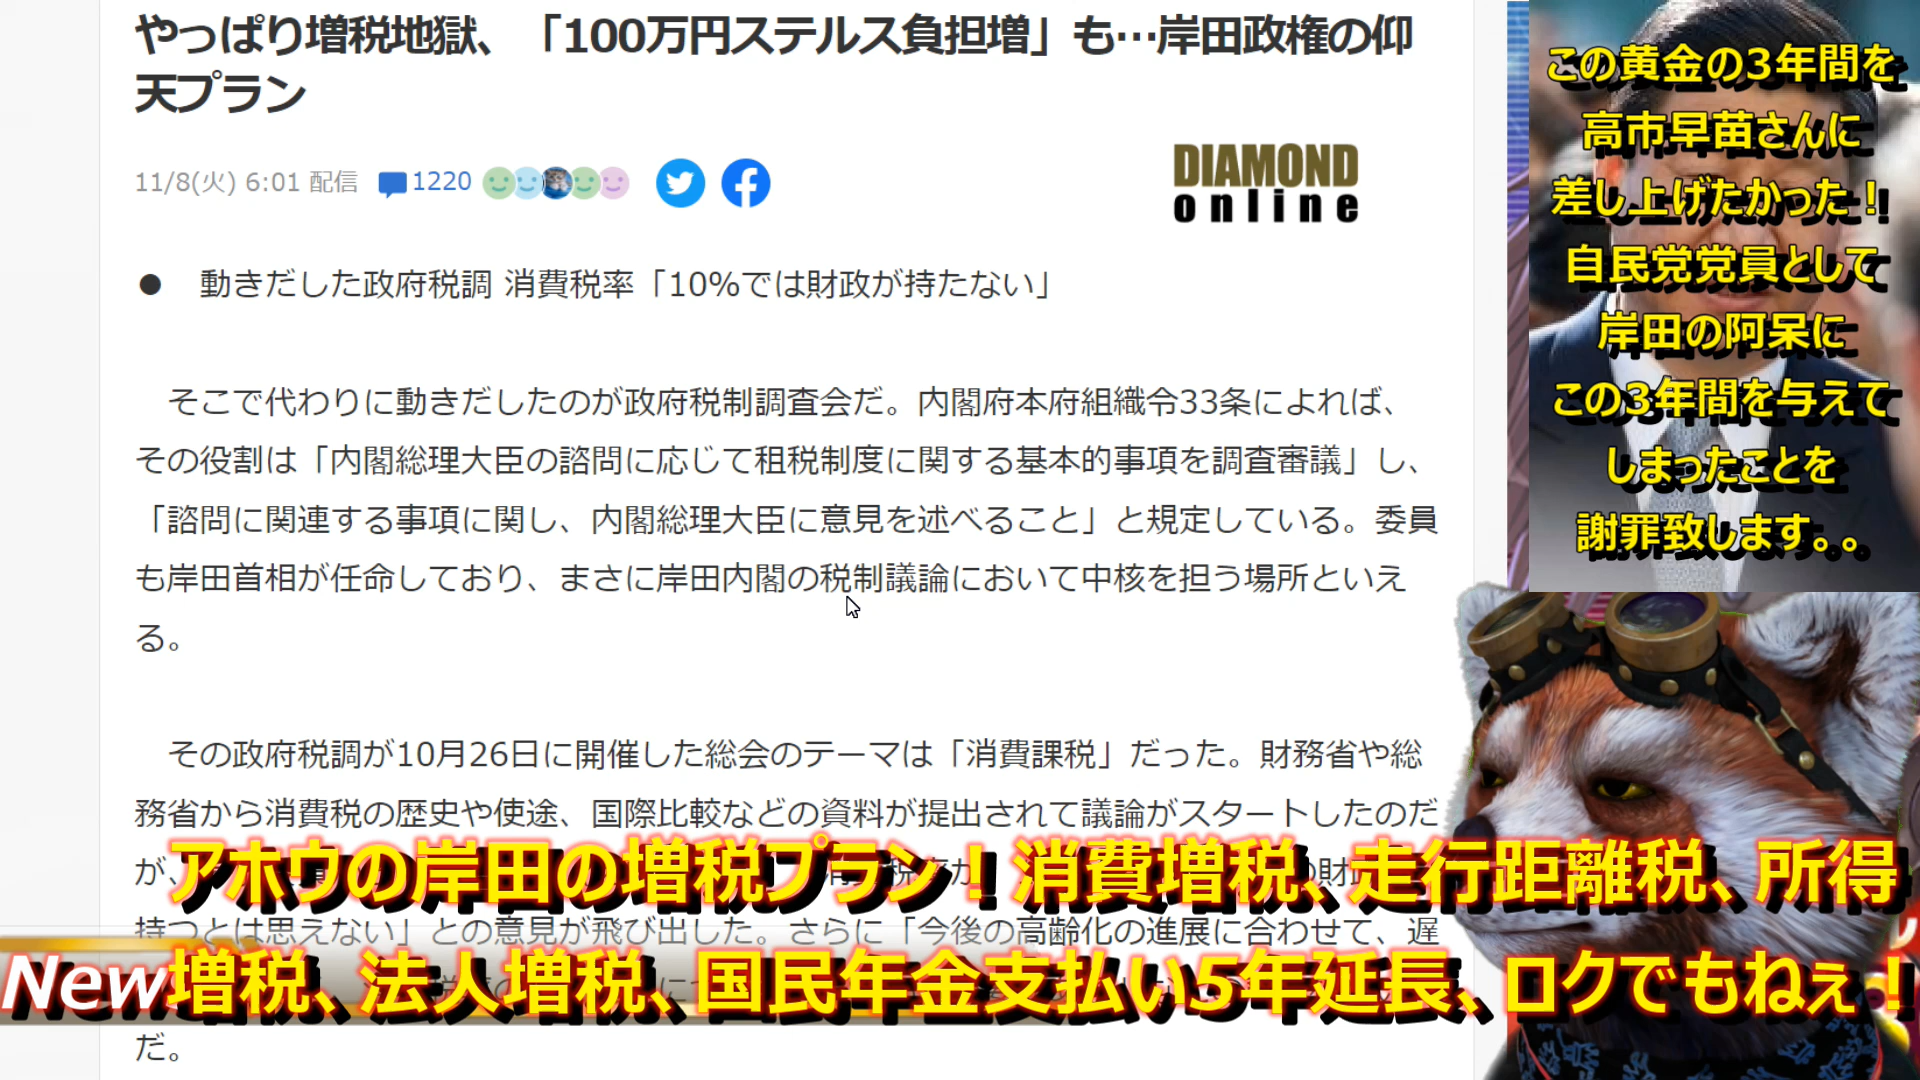 やっぱり増税地獄、「100万円ステルス負担増」も…岸田政権の仰
天プラン
11/8(火) 6:01 配信
1220
DIAMOND
online
● 動きだした政府税調 消費税率「10%では財政が持たない」
そこで代わりに動きだしたのが政府税制調査会だ。内閣府本府組織令33条によれば、
その役割は「内閣総理大臣の諮問に応じて租税制度に関する基本的事項を調査審議」し、
「諮問に関連する事項に関し、内閣総理大臣に意見を述べること」と規定している。委員
も岸田首相が任命しており、まさに岸田内閣の税制議論において中核を担う場所といえ
る。
その政府税調が10月26日に開催した総会のテーマは「消費課税」だった。財務省や総
務省から消費税の歴史や使途、国際比較などの資料が提出されて議論がスタートしたのだ
が、
持つとは思えない」との意見が飛び出した。さらに「今後の高齢化の進展に合わせて、遅
だ。
この黄金の3年間を
高市早苗さんに
差し上げたかった！
自民党党員として
岸田の阿呆に
この3年間を与えて
しまったことを
謝罪致します。。
アホウの岸田の増税プラン！消費増税、走行距離税、所得
New増税、法人増税、国民年金支払い5年延長、ロクでもねぇ！